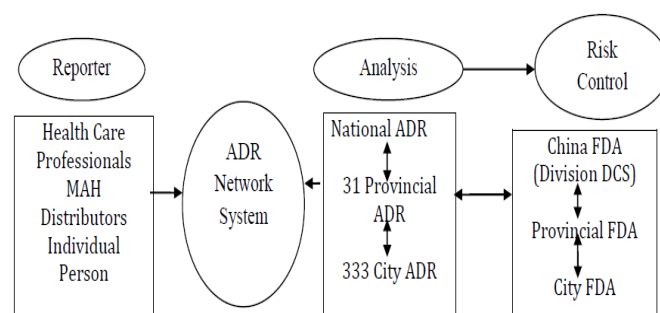 Reporter
Analysis
Risk
Control
Health Care
Professionals
MAH
Distributors
Individual
Person
ADR
Network
System
National ADR
31 Provincial
ADR
333 City ADR
China FDA
(Division DCS)
Provincial FDA
City FDA